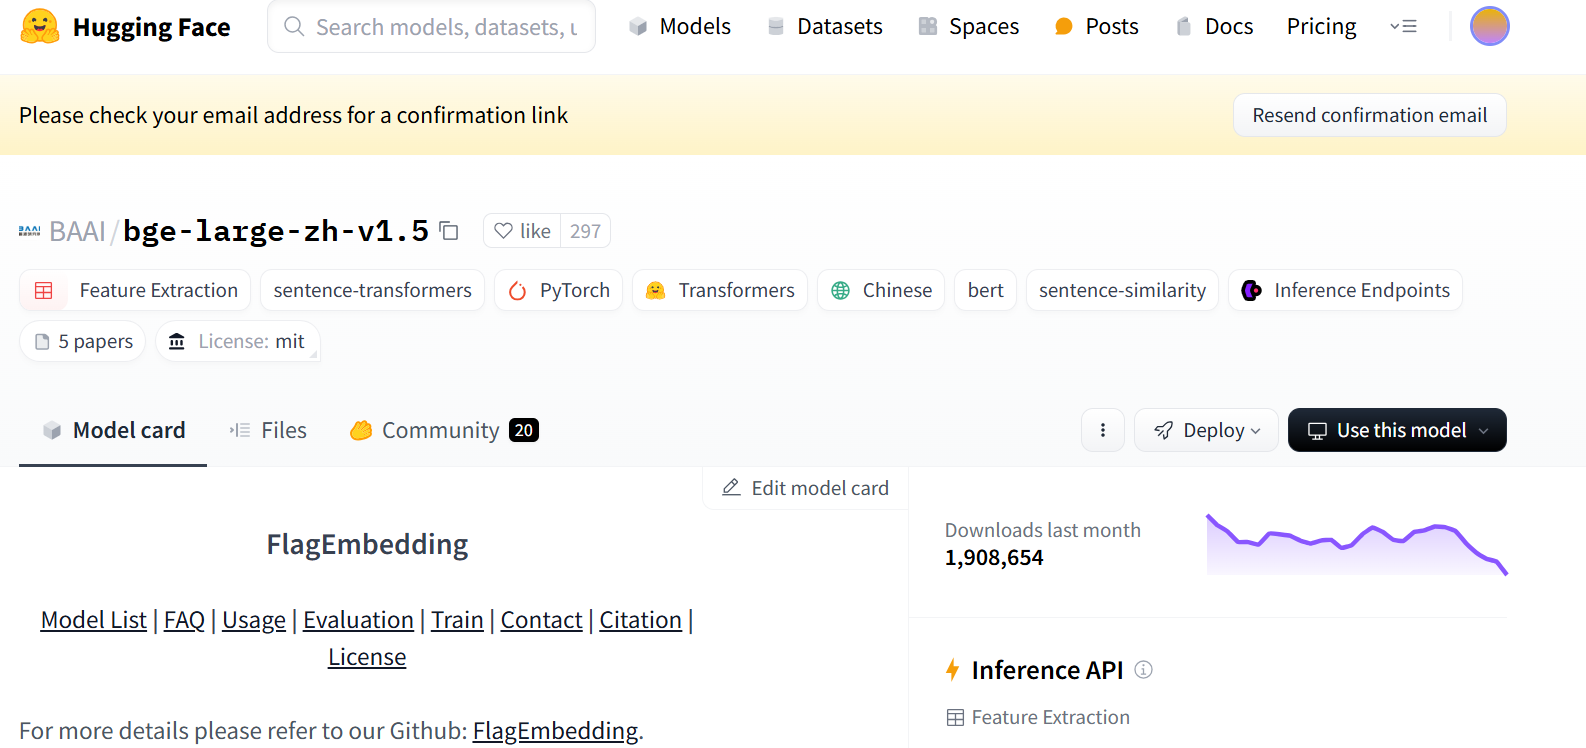 Hugging Face
Search models, datasets, u
Models
Datasets
Spaces
Posts
Docs
Pricing
Please check your email address for a confirmation link
Resend confirmation email
BAAI/bge-large-zh-v1.5
like 297
Feature Extraction
sentence-transformers
PyTorch
Transformers
Chinese
bert
sentence-similarity
Inference Endpoints
5 papers
License: mit
Model card
Files
Community 20
Deploy
Use this model
Edit model card
FlagEmbedding
Model List | FAQ | Usage | Evaluation | Train | Contact | Citation |
License
For more details please refer to our Github: FlagEmbedding.
Downloads last month
1,908,654
Inference API
Feature Extraction